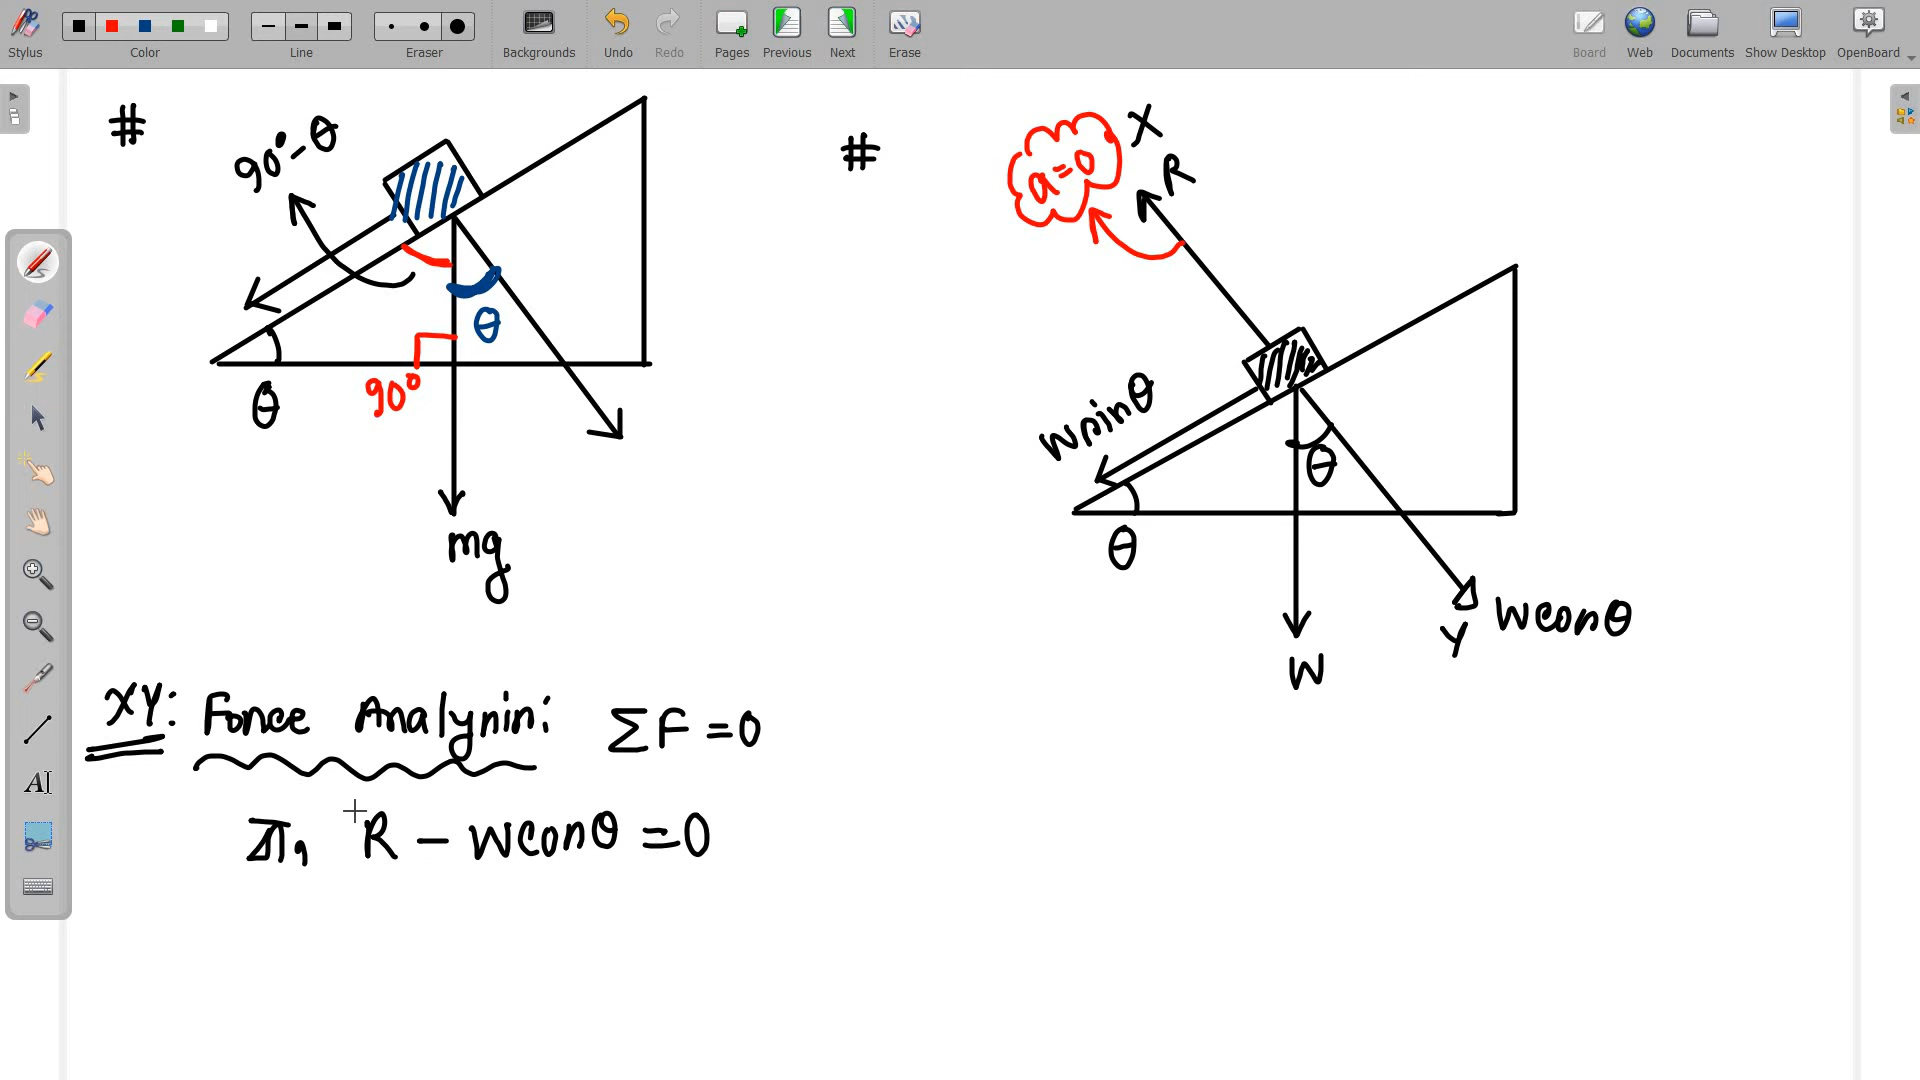 Stylus
Color
Line
Eraser
Backgrounds
Undo
Redo
Pages
Previous
Next
Erase
Board
Web
Documents
Show Desktop
OpenBoard
#
90° - θ
θ
90°
θ
mg
#
a=0
X
R
wsinθ
θ
θ
Y
wcosθ
W
XY: Force Analysis: ΣF = 0
বা, R - wcosθ = 0